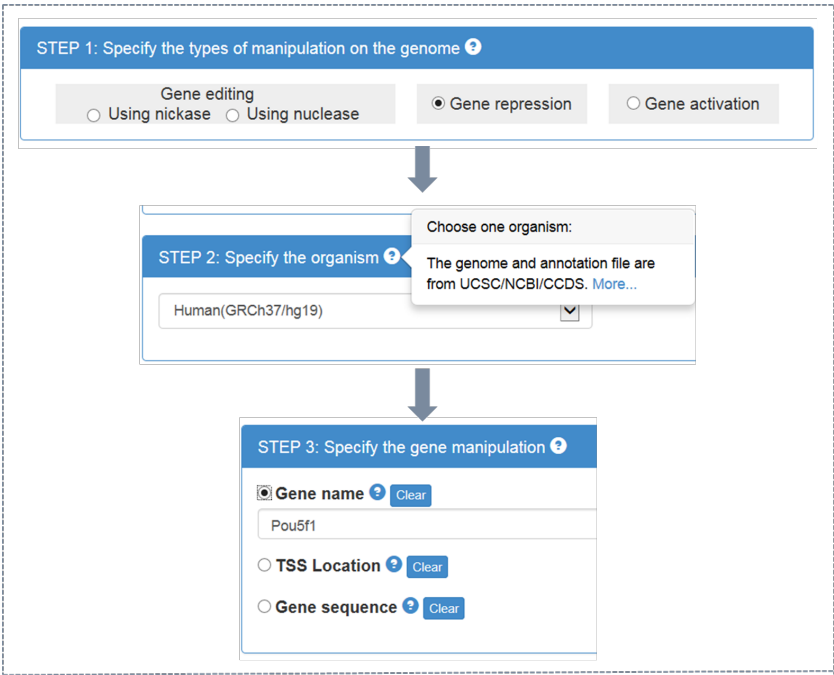 STEP 1: Specify the types of manipulation on the genome ?
Gene editing
Using nickase Using nuclease
Gene repression
Gene activation
Choose one organism:
STEP 2: Specify the organism ?
The genome and annotation file are
from UCSC/NCBI/CCDS. More...
Human(GRCh37/hg19)
STEP 3: Specify the gene manipulation ?
Gene name ? Clear
Pou5f1
TSS Location ? Clear
Gene sequence ? Clear